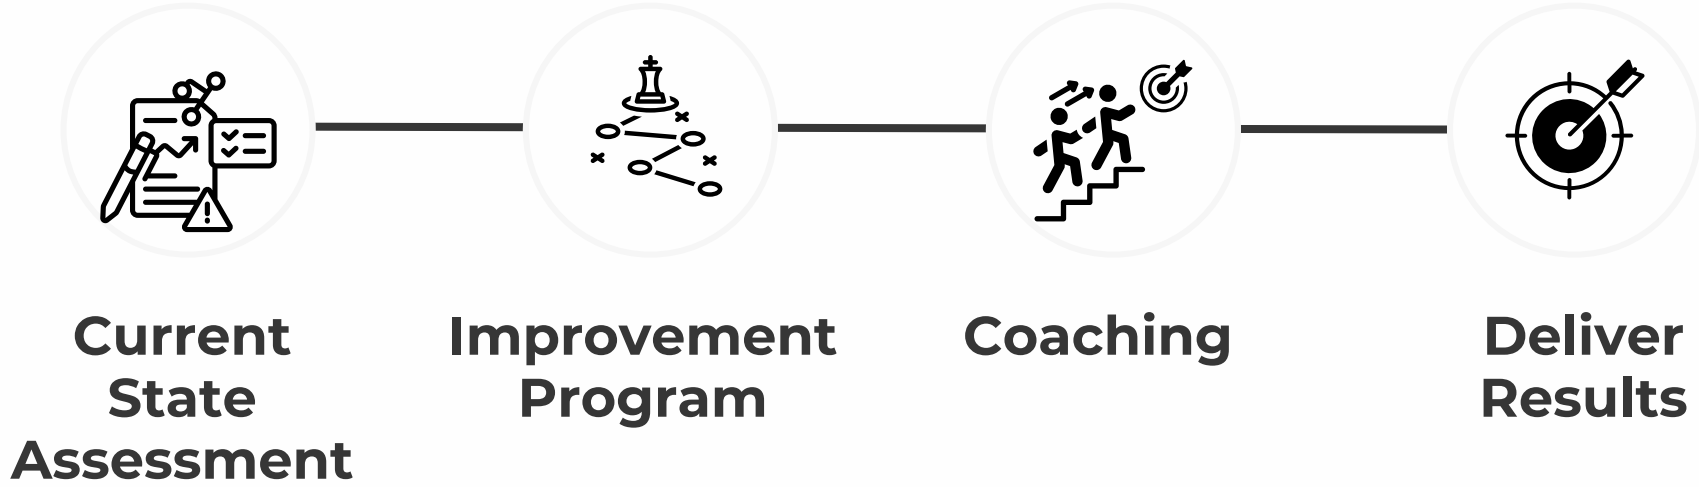 Current
State
Assessment
Improvement
Program
Coaching
Deliver
Results